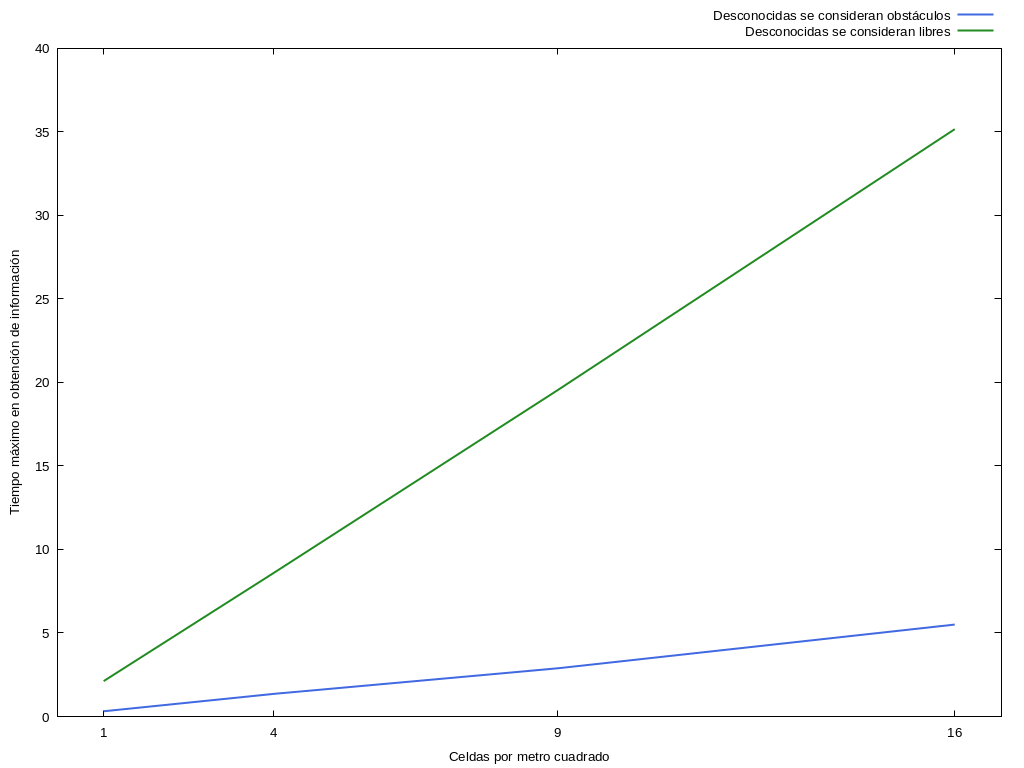 Desconocidas se consideran obstáculos
Desconocidas se consideran libres
40
35
30
25
20
15
10
5
0
Tiempo máximo en obtención de información
1 4 9 16
Celdas por metro cuadrado